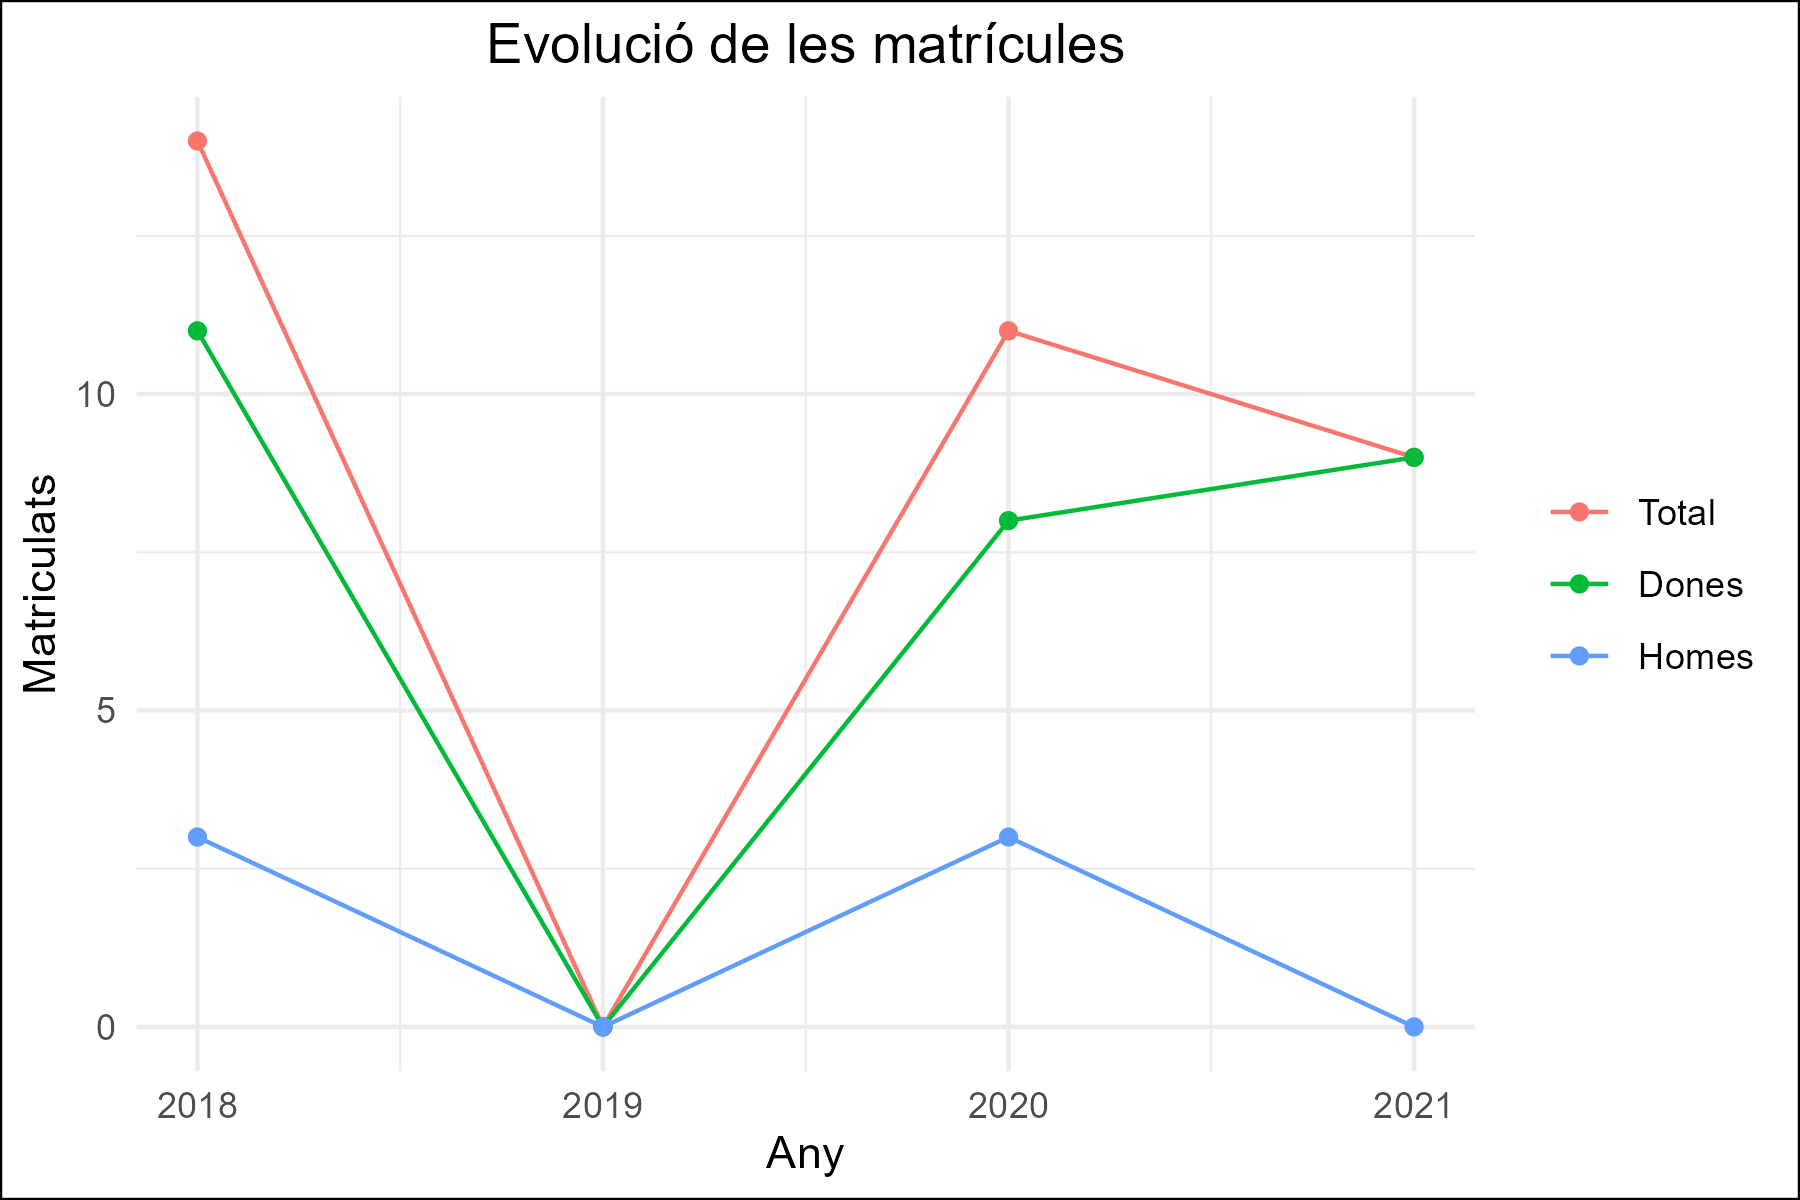 Evolució de les matrícules
Matriculats
10
5
0
2018 2019 2020 2021
Any
Total
Dones
Homes